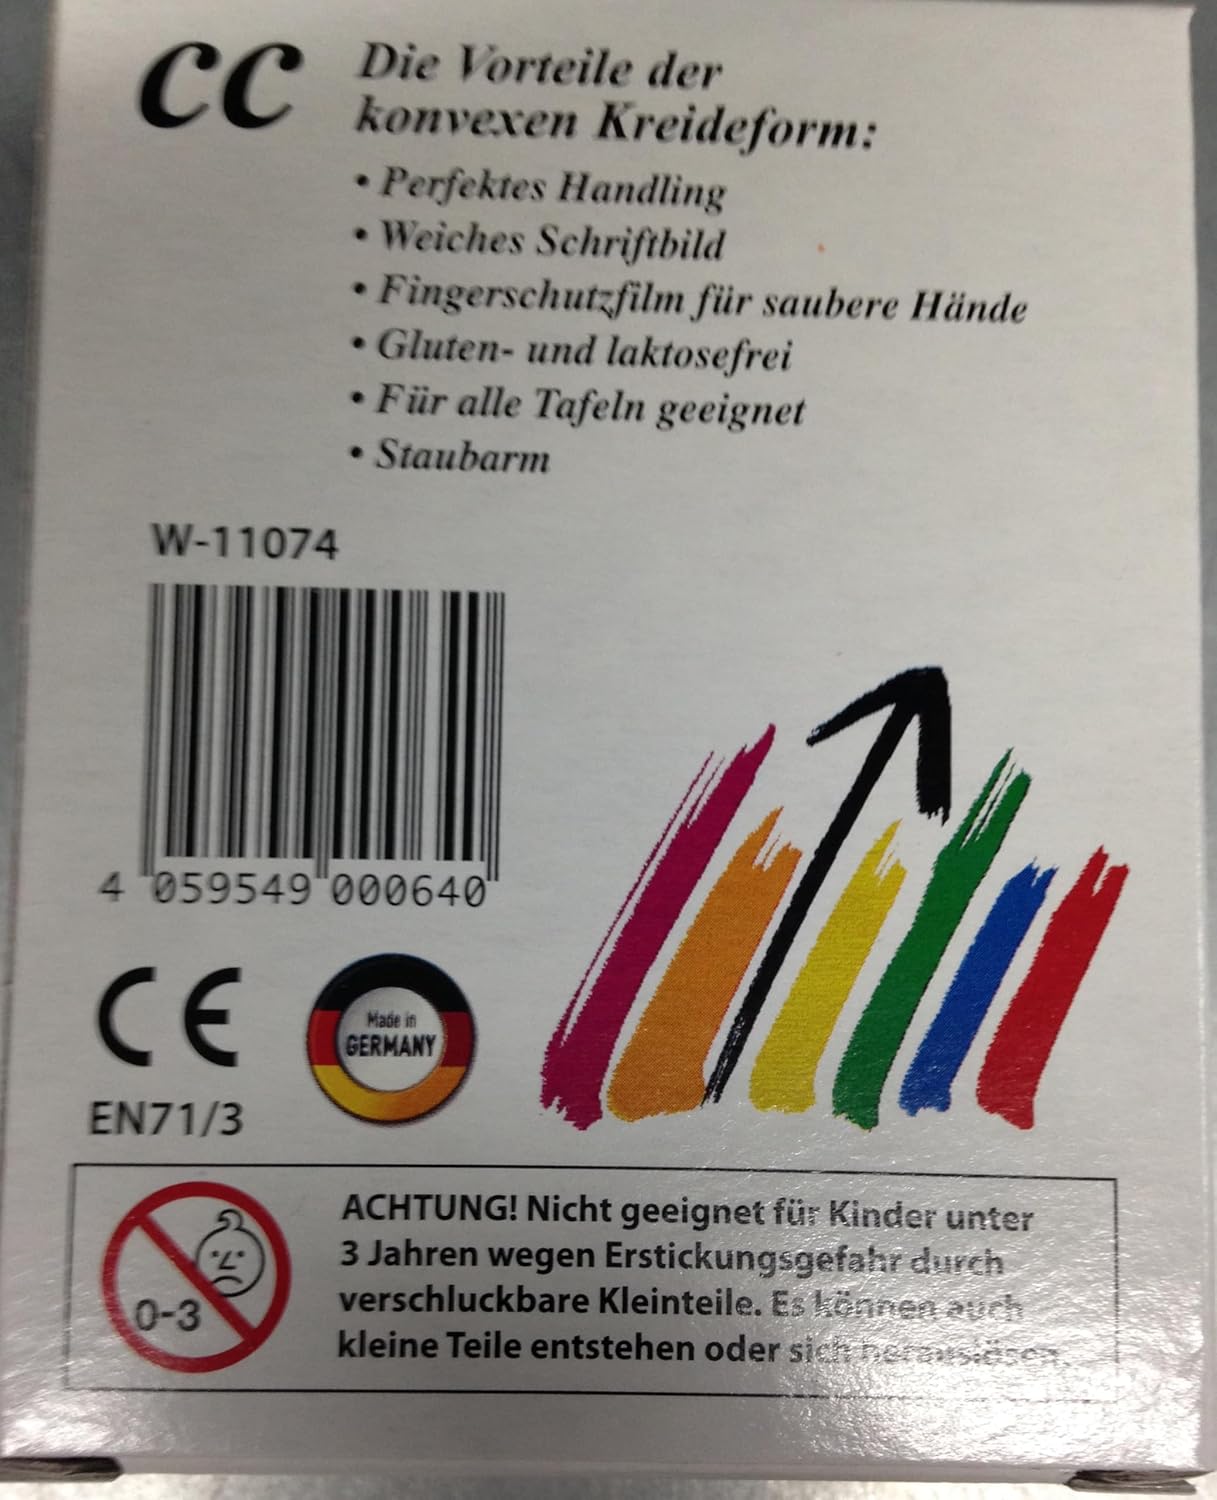 cc
Die Vorteile der
konvexen Kreideform:
• Perfektes Handling
• Weiches Schriftbild
• Fingerschutzfilm für saubere Hände
• Gluten- und laktosefrei
• Für alle Tafeln geeignet
• Staubarm
W-11074
4 059549 000640
CE
EN71/3
Made in
GERMANY
0-3
ACHTUNG! Nicht geeignet für Kinder unter
3 Jahren wegen Erstickungsgefahr durch
verschluckbare Kleinteile. Es können auch
kleine Teile entstehen oder sich herauslösen.